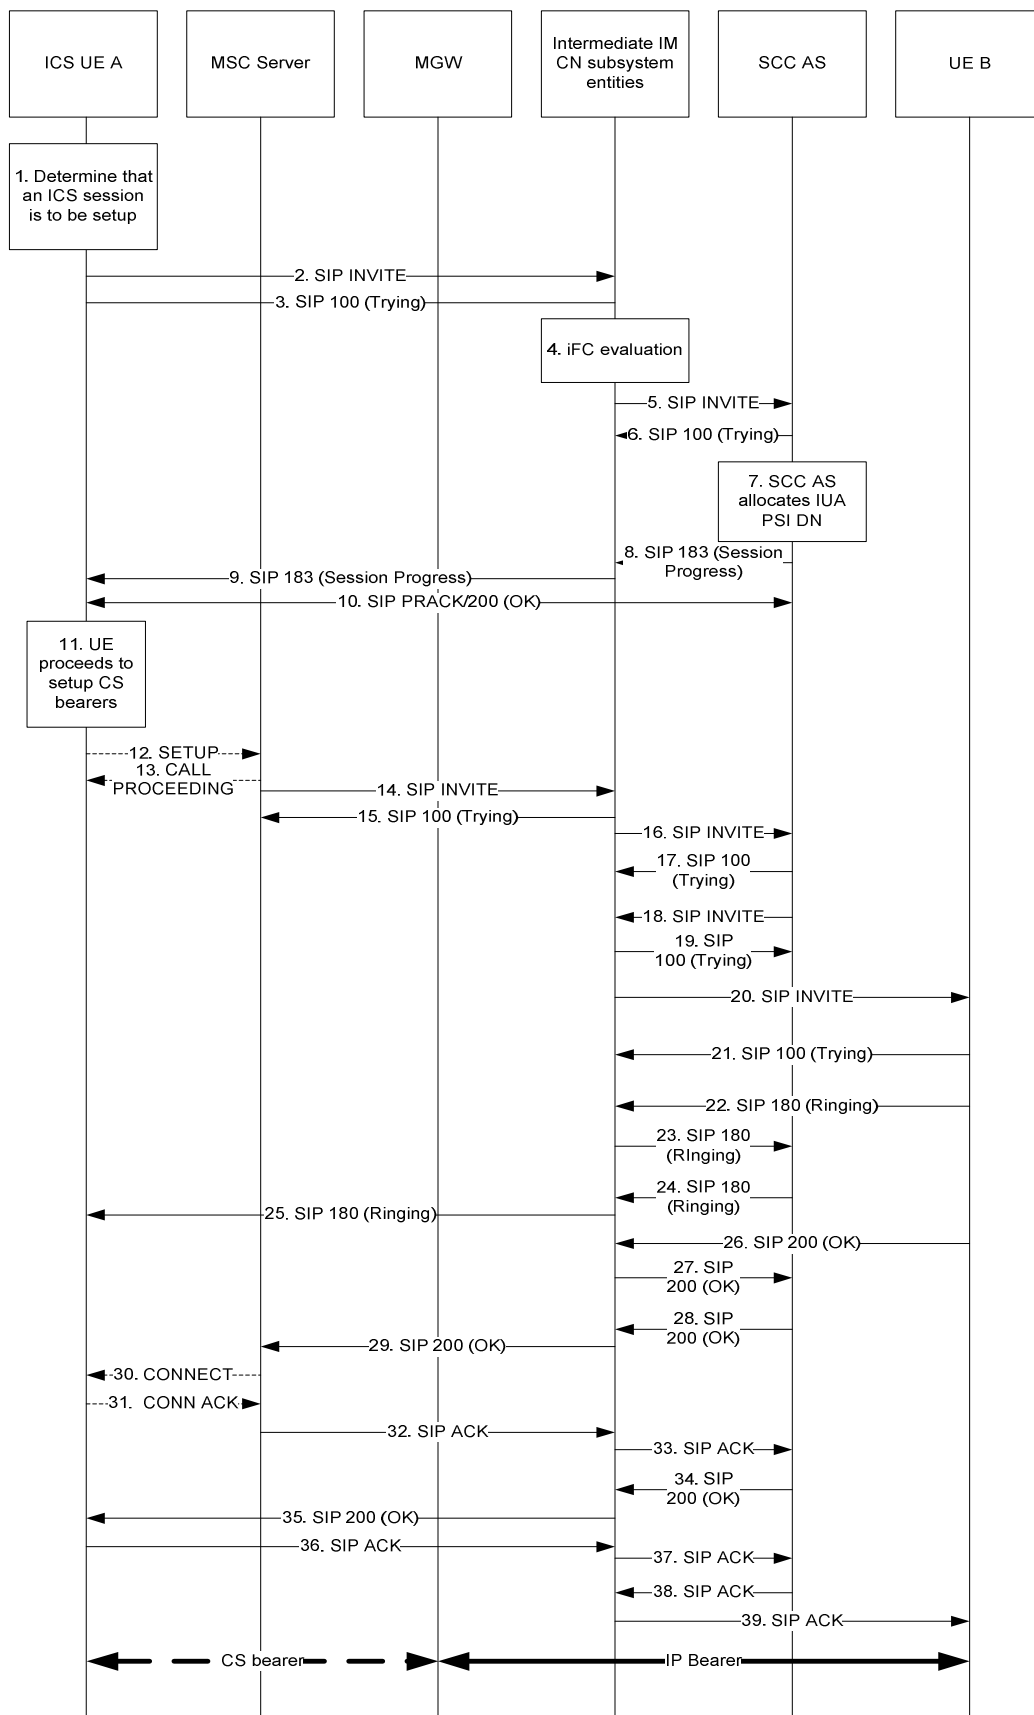 ICS UE A
MSC Server
MGW
Intermediate IM
CN subsystem
entities
SCC AS
UE B
1. Determine that
an ICS session
is to be setup
2. SIP INVITE
3. SIP 100 (Trying)
4. iFC evaluation
5. SIP INVITE
6. SIP 100 (Trying)
7. SCC AS
allocates IUA
PSI DN
8. SIP 183 (Session
Progress)
9. SIP 183 (Session Progress)
10. SIP PRACK/200 (OK)
11. UE
proceeds to
setup CS
bearers
12. SETUP
13. CALL
PROCEEDING
14. SIP INVITE
15. SIP 100 (Trying)
16. SIP INVITE
17. SIP 100
(Trying)
18. SIP INVITE
19. SIP
100 (Trying)
20. SIP INVITE
21. SIP 100 (Trying)
22. SIP 180 (Ringing)
23. SIP 180
(RInging)
24. SIP 180
(Ringing)
25. SIP 180 (Ringing)
26. SIP 200 (OK)
27. SIP
200 (OK)
28. SIP
200 (OK)
29. SIP 200 (OK)
30. CONNECT
31. CONN ACK
32. SIP ACK
33. SIP ACK
34. SIP
200 (OK)
35. SIP 200 (OK)
36. SIP ACK
37. SIP ACK
38. SIP ACK
39. SIP ACK
CS bearer
IP Bearer